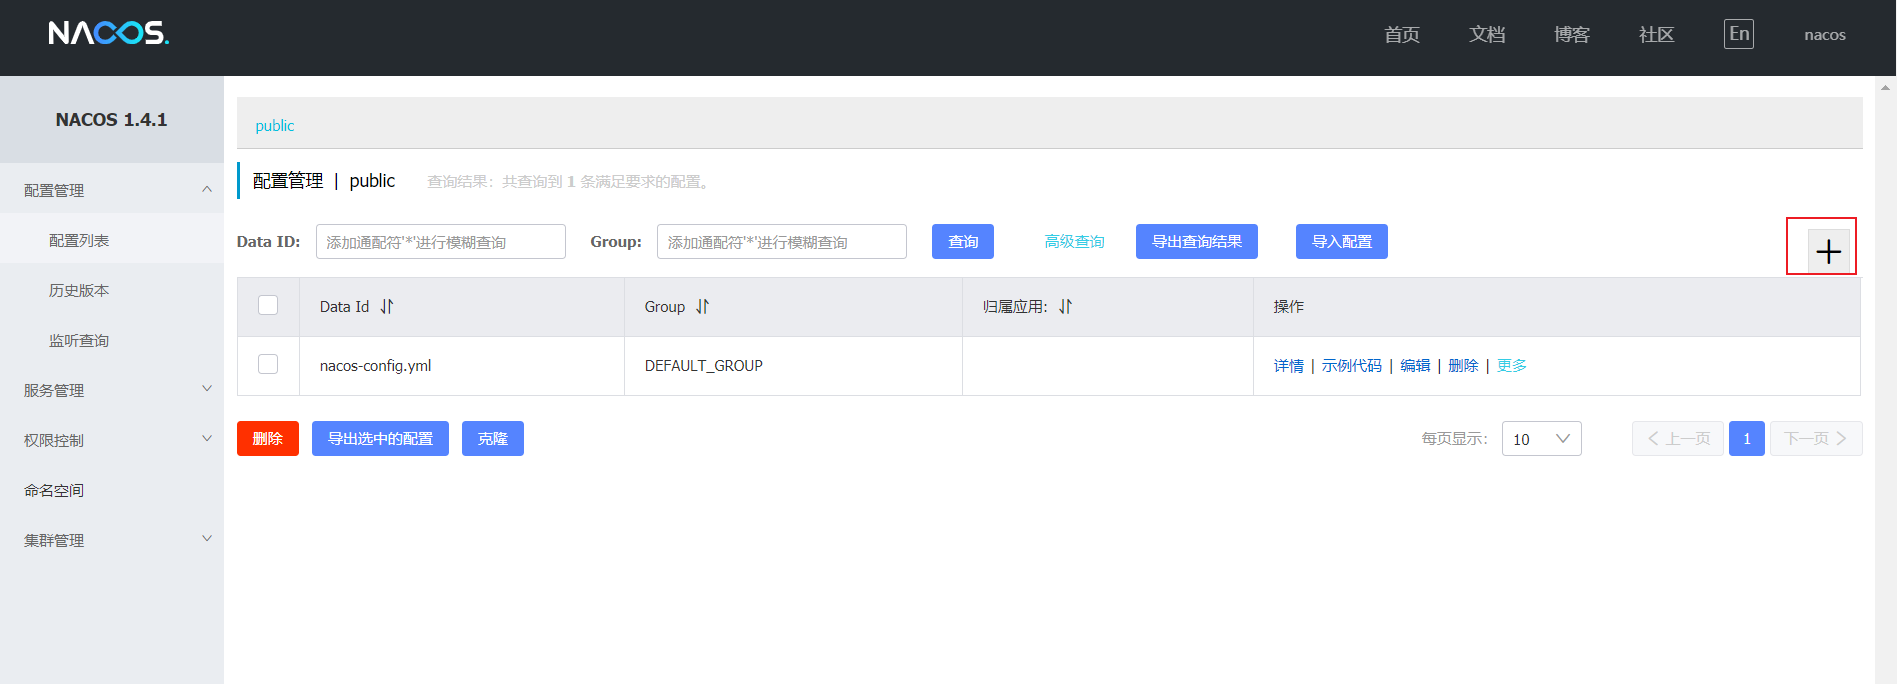 NACOS. 首页 文档 博客 社区 En nacos
NACOS 1.4.1
配置管理
配置列表
历史版本
监听查询
服务管理
权限控制
命名空间
集群管理
public
配置管理 | public 查询结果：共查询到 1 条满足要求的配置。
Data ID: 添加通配符'*'进行模糊查询 Group: 添加通配符'*'进行模糊查询 查询 高级查询 导出查询结果 导入配置
Data Id Group 归属应用: 操作
nacos-config.yml DEFAULT_GROUP 详情 | 示例代码 | 编辑 | 删除 | 更多
删除 导出选中的配置 克隆 每页显示: 10 上一页 1 下一页